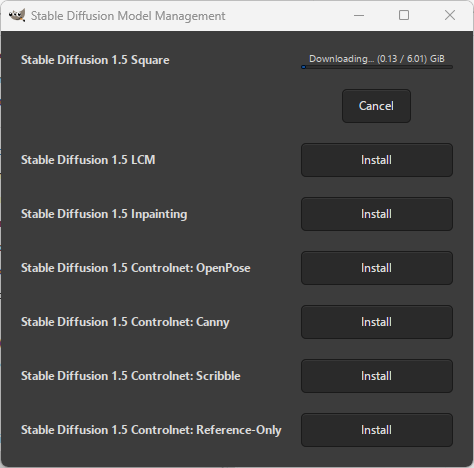 Stable Diffusion Model Management
Stable Diffusion 1.5 Square
Downloading... (0.13 / 6.01) GiB
Cancel
Stable Diffusion 1.5 LCM
Install
Stable Diffusion 1.5 Inpainting
Install
Stable Diffusion 1.5 Controlnet: OpenPose
Install
Stable Diffusion 1.5 Controlnet: Canny
Install
Stable Diffusion 1.5 Controlnet: Scribble
Install
Stable Diffusion 1.5 Controlnet: Reference-Only
Install